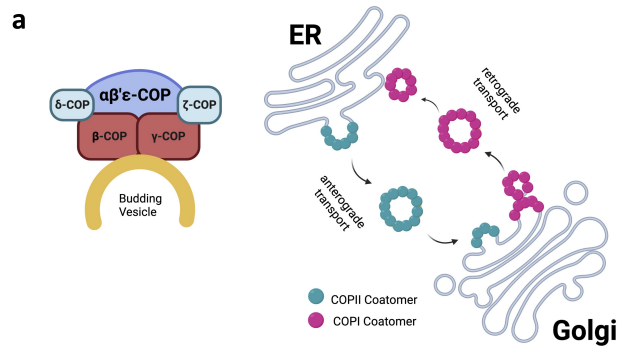 a
ER
αβ'ε-COP
δ-COP
ζ-COP
β-COP
γ-COP
Budding
Vesicle
retrograde
transport
anterograde
transport
COPII Coatomer
COPI Coatomer
Golgi